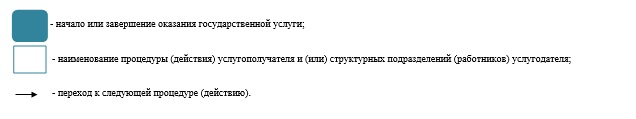 - начало или завершение оказания государственной услуги;
- наименование процедуры (действия) услугополучателя и (или) структурных подразделений (работников) услугодателя;
- переход к следующей процедуре (действию).